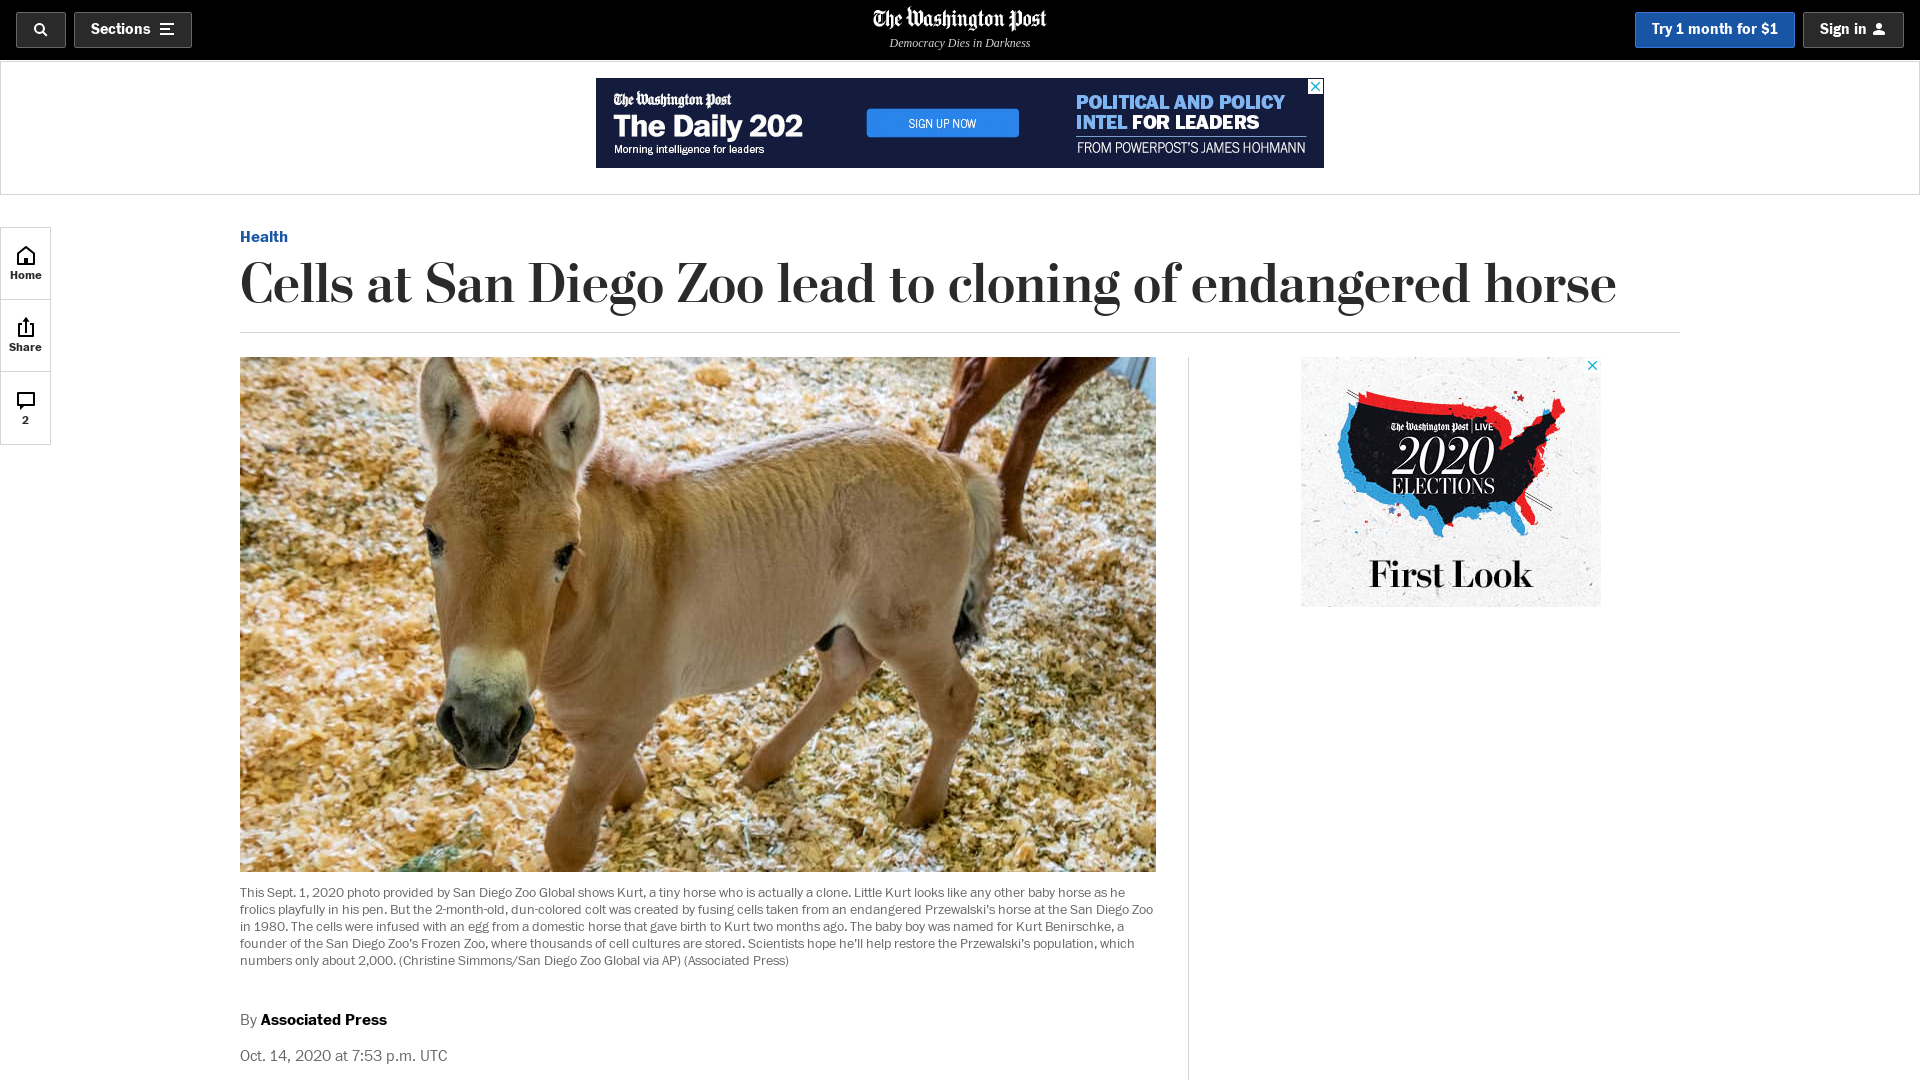 Sections
The Washington Post
Democracy Dies in Darkness
Try 1 month for $1
Sign in
The Washington Post
The Daily 202
Morning intelligence for leaders
SIGN UP NOW
POLITICAL AND POLICY
INTEL FOR LEADERS
FROM POWERPOST'S JAMES HOHMANN
Home
Share
2
Health
Cells at San Diego Zoo lead to cloning of endangered horse
The Washington Post LIVE
2020
ELECTIONS
First Look
This Sept. 1, 2020 photo provided by San Diego Zoo Global shows Kurt, a tiny horse who is actually a clone. Little Kurt looks like any other baby horse as he
frolics playfully in his pen. But the 2-month-old, dun-colored colt was created by fusing cells taken from an endangered Przewalski's horse at the San Diego Zoo
in 1980. The cells were infused with an egg from a domestic horse that gave birth to Kurt two months ago. The baby boy was named for Kurt Benirschke, a
founder of the San Diego Zoo's Frozen Zoo, where thousands of cell cultures are stored. Scientists hope he'll help restore the Przewalski's population, which
numbers only about 2,000. (Christine Simmons/San Diego Zoo Global via AP) (Associated Press)
By Associated Press
Oct. 14, 2020 at 7:53 p.m. UTC